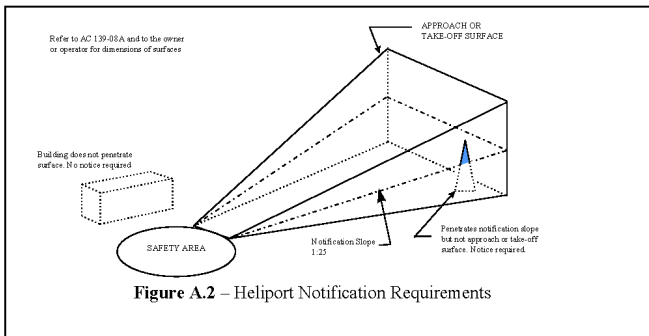 Refer to AC 139-08A and to the owner
or operator for dimensions of surfaces
APPROACH OR
TAKE-OFF SURFACE
Building does not penetrate
surface. No notice required
SAFETY AREA
Notification Slope
1:25
Penetrates notification slope
but not approach or take-off
surface. Notice required.
Figure A.2 – Heliport Notification Requirements